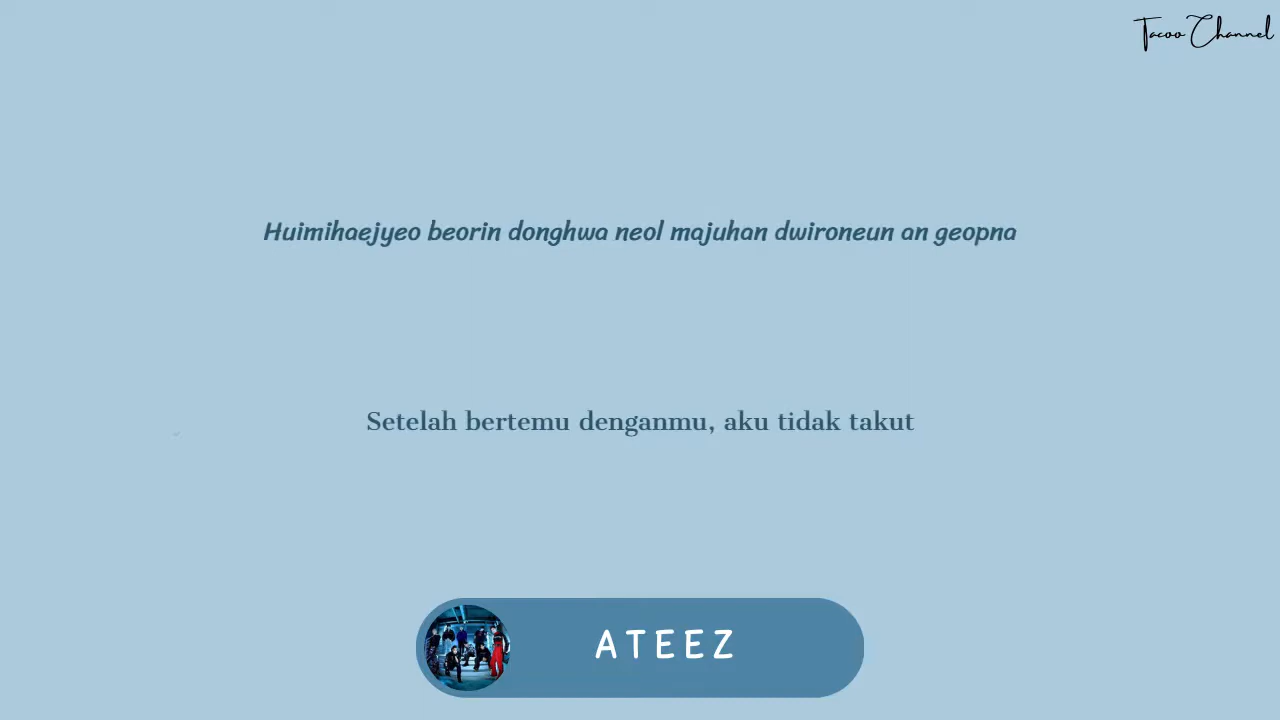 Tacoo Channel
Huimihaejyeo beorin donghwa neol majuhan dwironeun an geopna
Setelah bertemu denganmu, aku tidak takut
ATEEZ